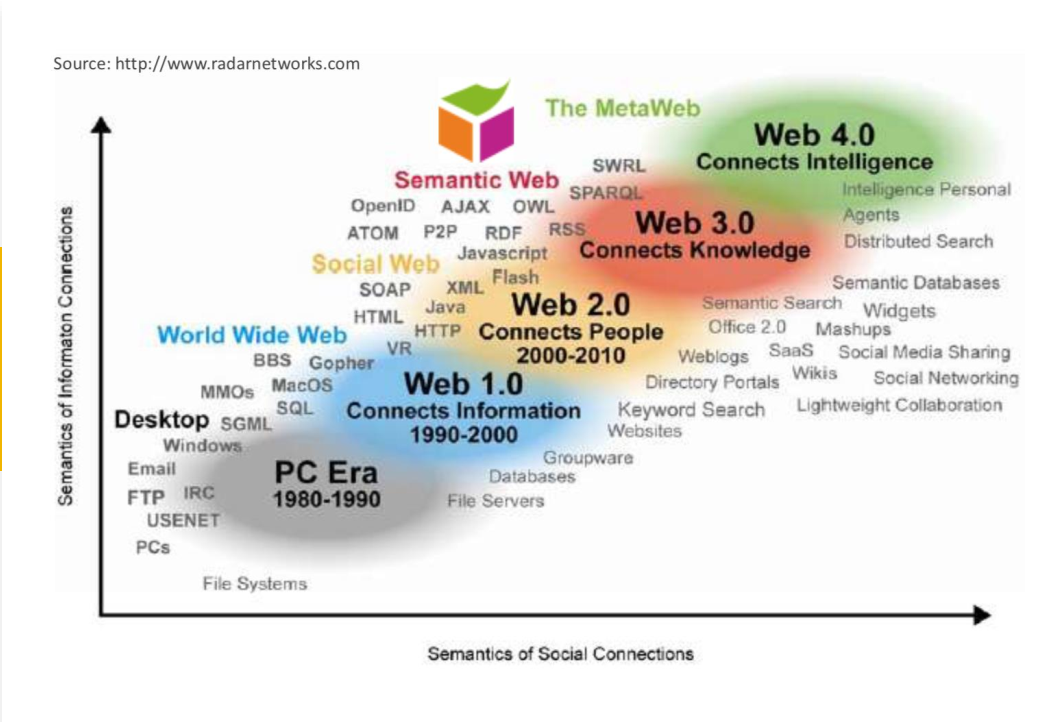 Source: http://www.radarnetworks.com
The MetaWeb
Web 4.0
Connects Intelligence
SWRL
Semantic Web
SPARQL
Intelligence Personal
Agents
OpenID AJAX OWL
Web 3.0
Connects Knowledge
ATOM P2P RDF RSS
Distributed Search
Javascript
Social Web
Flash
Semantic Databases
SOAP XML
Web 2.0
Connects People
2000-2010
Java
Semantic Search
Widgets
HTML
HTTP
Office 2.0
Mashups
World Wide Web
VR
Weblogs
SaaS
Social Media Sharing
BBS Gopher
Wikis
Social Networking
MMOs MacOS
Web 1.0
Connects Information
1990-2000
Directory Portals
SQL
Keyword Search
Lightweight Collaboration
Desktop SGML
Websites
Windows
Groupware
Email
PC Era
1980-1990
Databases
FTP IRC
File Servers
USENET
PCs
File Systems
Semantics of Informaton Connections
Semantics of Social Connections